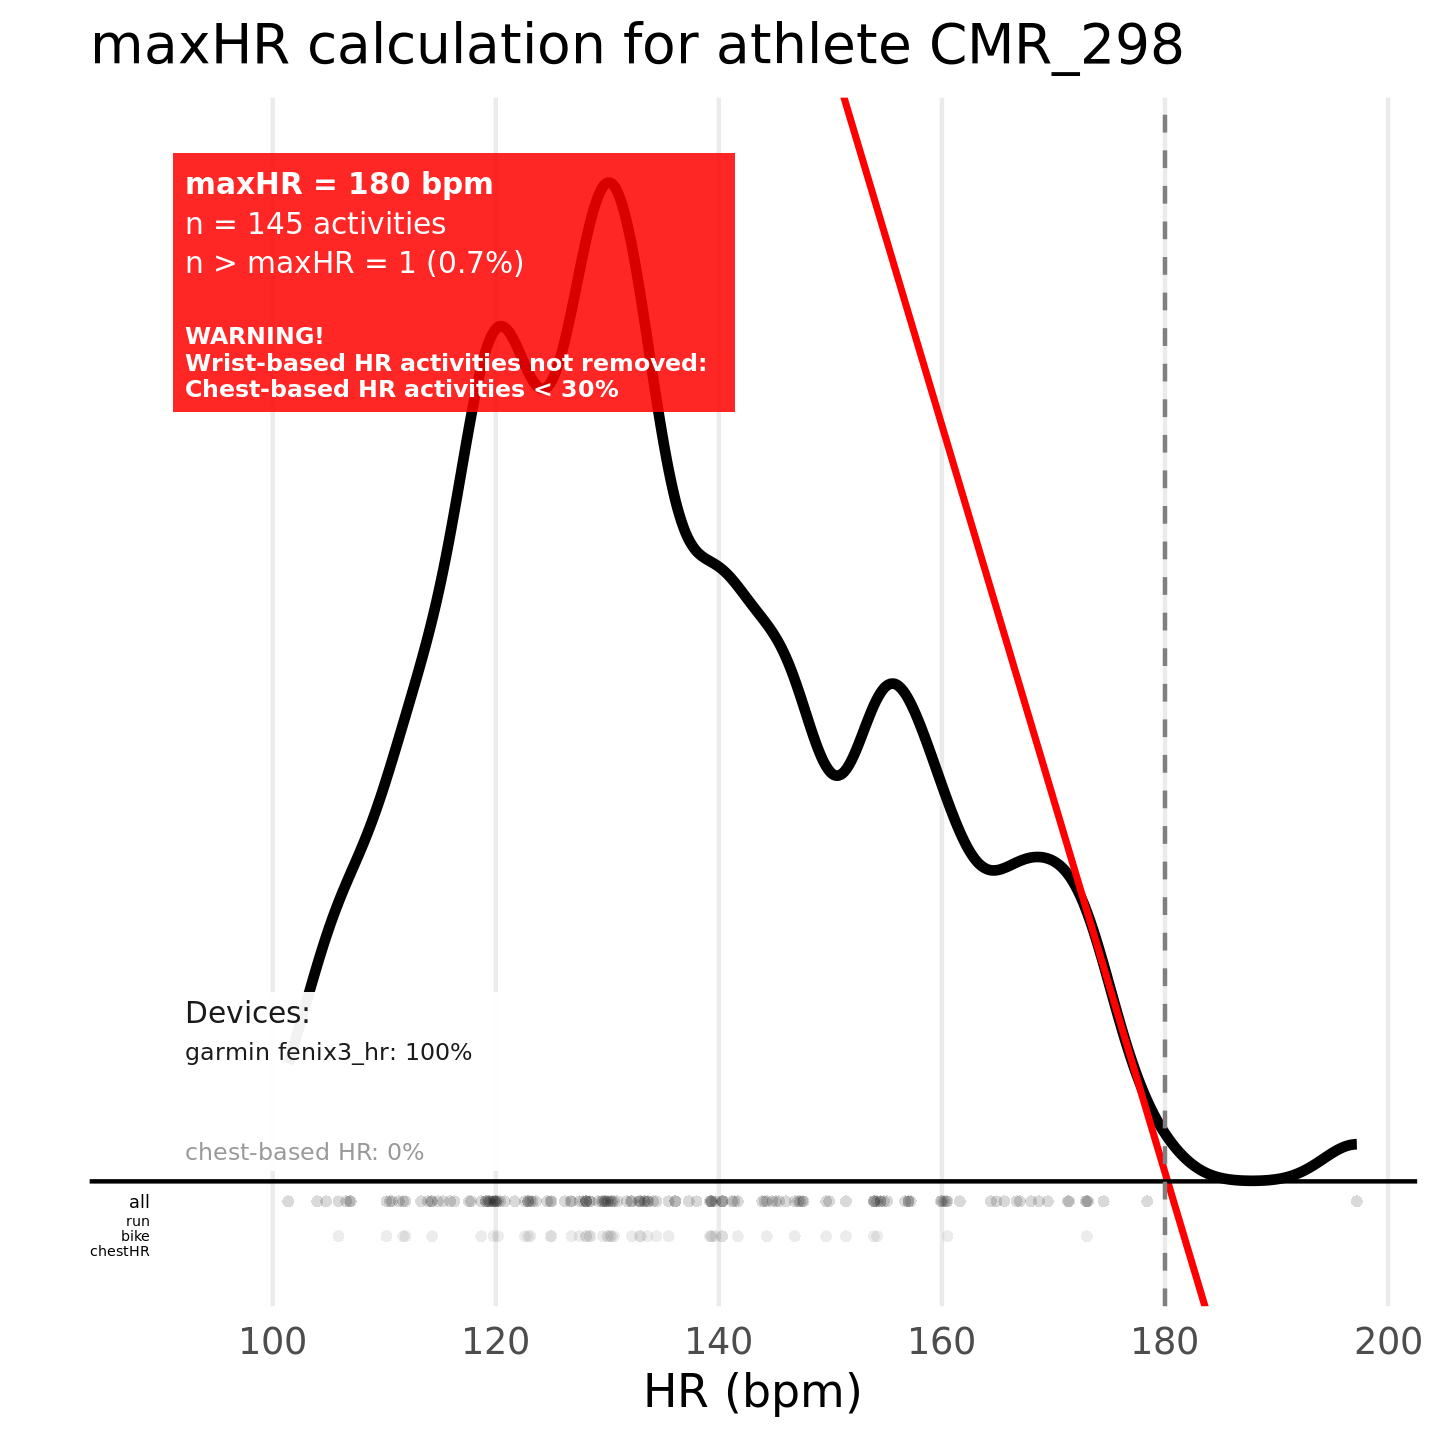 maxHR calculation for athlete CMR_298
maxHR = 180 bpm
n = 145 activities
n > maxHR = 1 (0.7%)
WARNING!
Wrist-based HR activities not removed:
Chest-based HR activities < 30%
Devices:
garmin fenix3_hr: 100%
chest-based HR: 0%
all
run
bike
chestHR
100 120 140 160 180 200
HR (bpm)